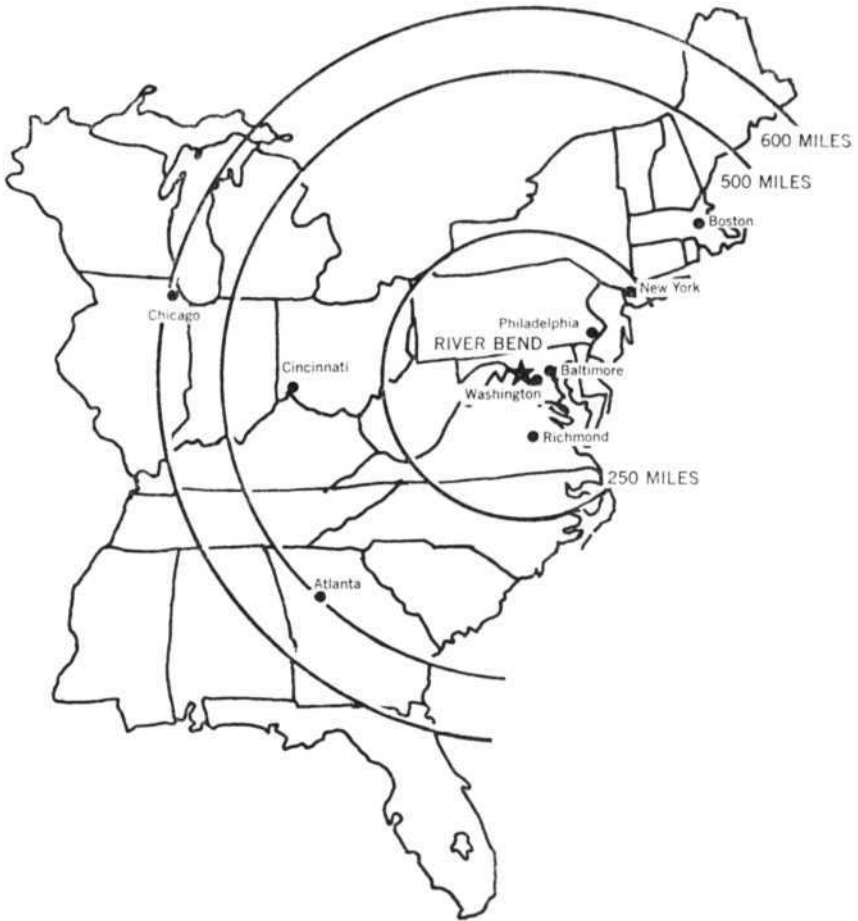 600 MILES
500 MILES
Boston
New York
Chicago
Philadelphia
RIVER BEND
Cincinnati
Baltimore
Washington
Richmond
250 MILES
Atlanta